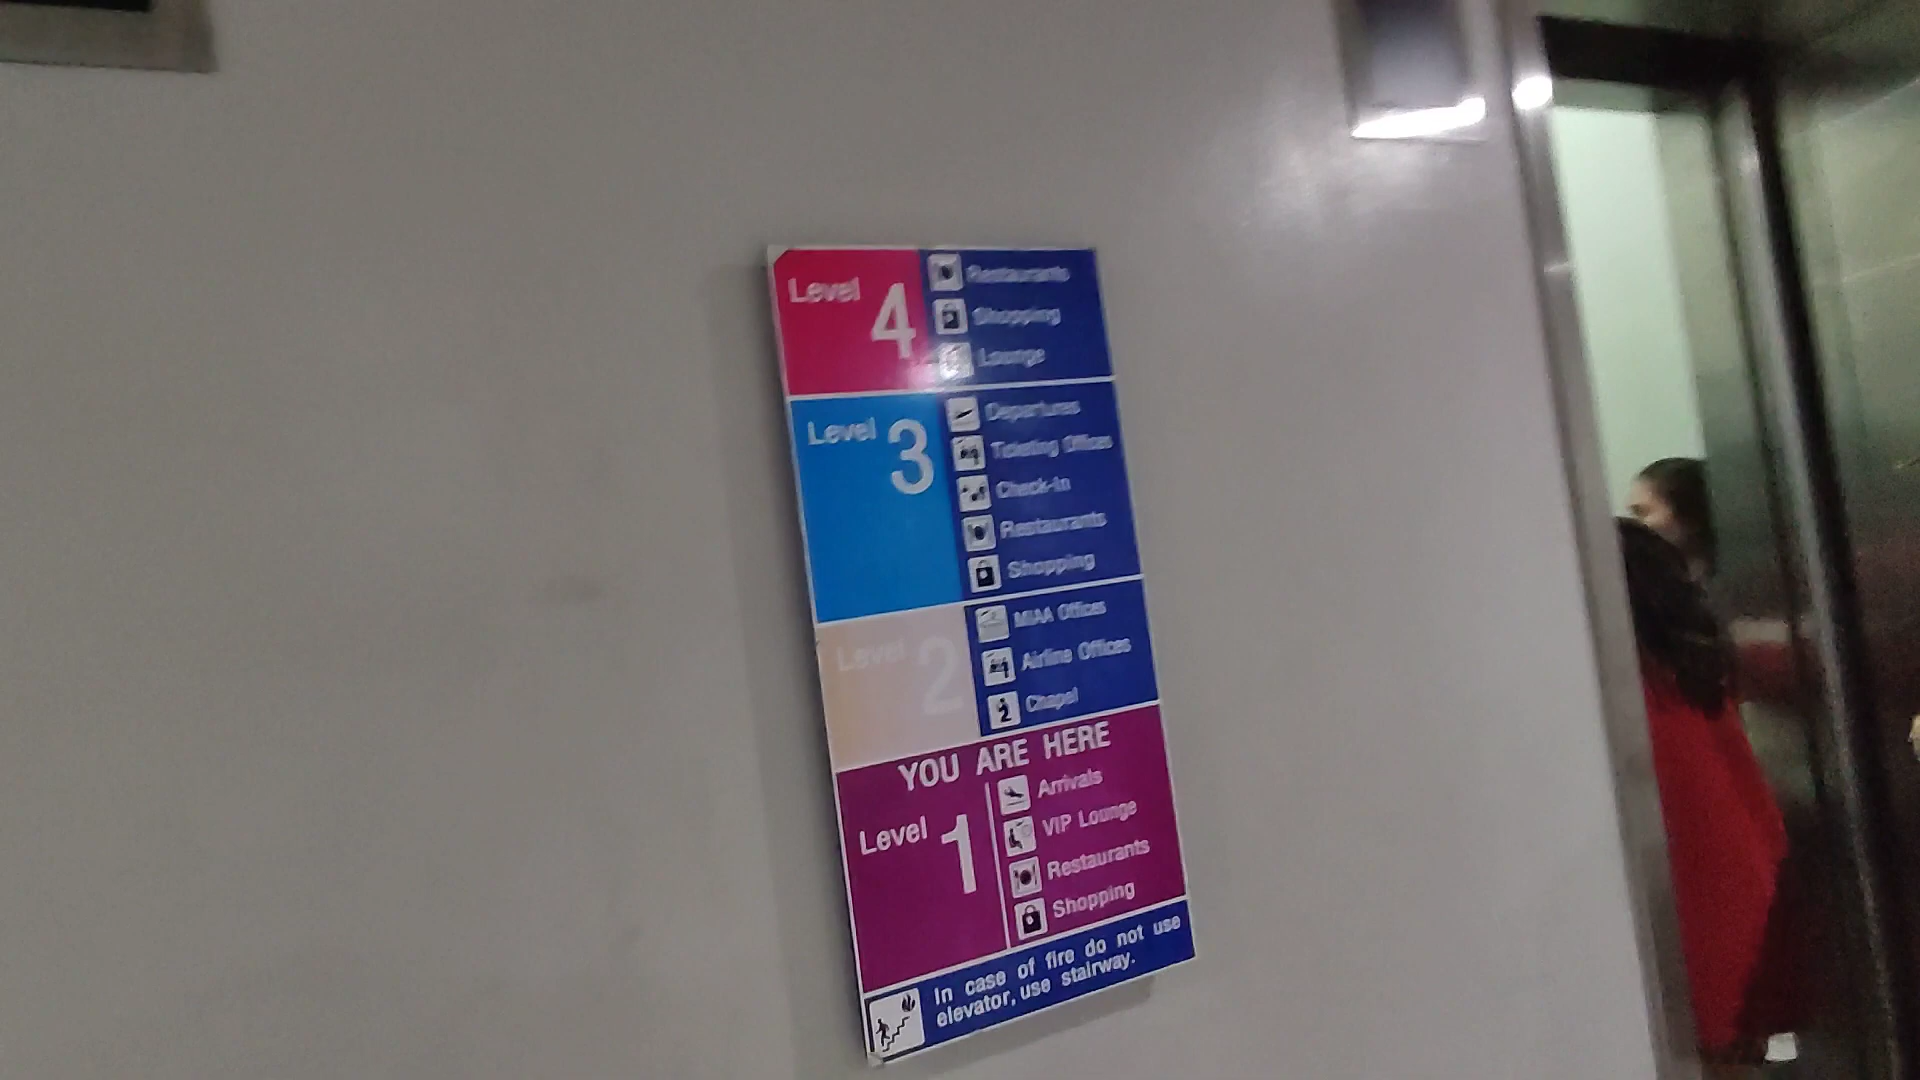 Level 4
Restaurants
Shopping
Lounge
Level 3
Departures
Ticketing Offices
Check-In
Restaurants
Shopping
Level 2
MIAA Offices
Airline Offices
Chapel
YOU ARE HERE
Level 1
Arrivals
VIP Lounge
Restaurants
Shopping
In case of fire do not use
elevator, use stairway.